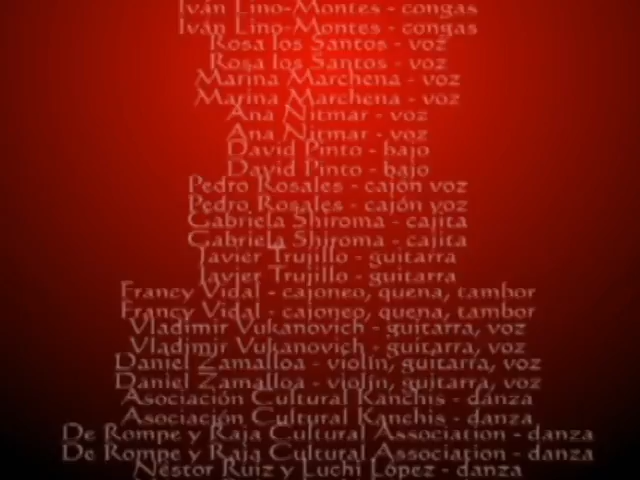 Iván Lino-Montes - congas
Iván Lino-Montes - congas
Rosa los Santos - voz
Rosa los Santos - voz
Marina Marchena - voz
Marina Marchena - voz
Ana Nitmar - voz
Ana Nitmar - voz
David Pinto - bajo
David Pinto - bajo
Pedro Rosales - cajón voz
Pedro Rosales - cajón voz
Gabriela Shiroma - cajita
Gabriela Shiroma - cajita
Javier Trujillo - guitarra
Javier Trujillo - guitarra
Francy Vidal - cajoneo, quena, tambor
Francy Vidal - cajoneo, quena, tambor
Vladimir Vukanovich - guitarra, voz
Vladimir Vukanovich - guitarra, voz
Daniel Zamalloa - violín, guitarra, voz
Daniel Zamalloa - violín, guitarra, voz
Asociación Cultural Kanchis - danza
Asociación Cultural Kanchis - danza
De Rompe y Raja Cultural Association - danza
De Rompe y Raja Cultural Association - danza
Néstor Ruiz y Luchi López - danza